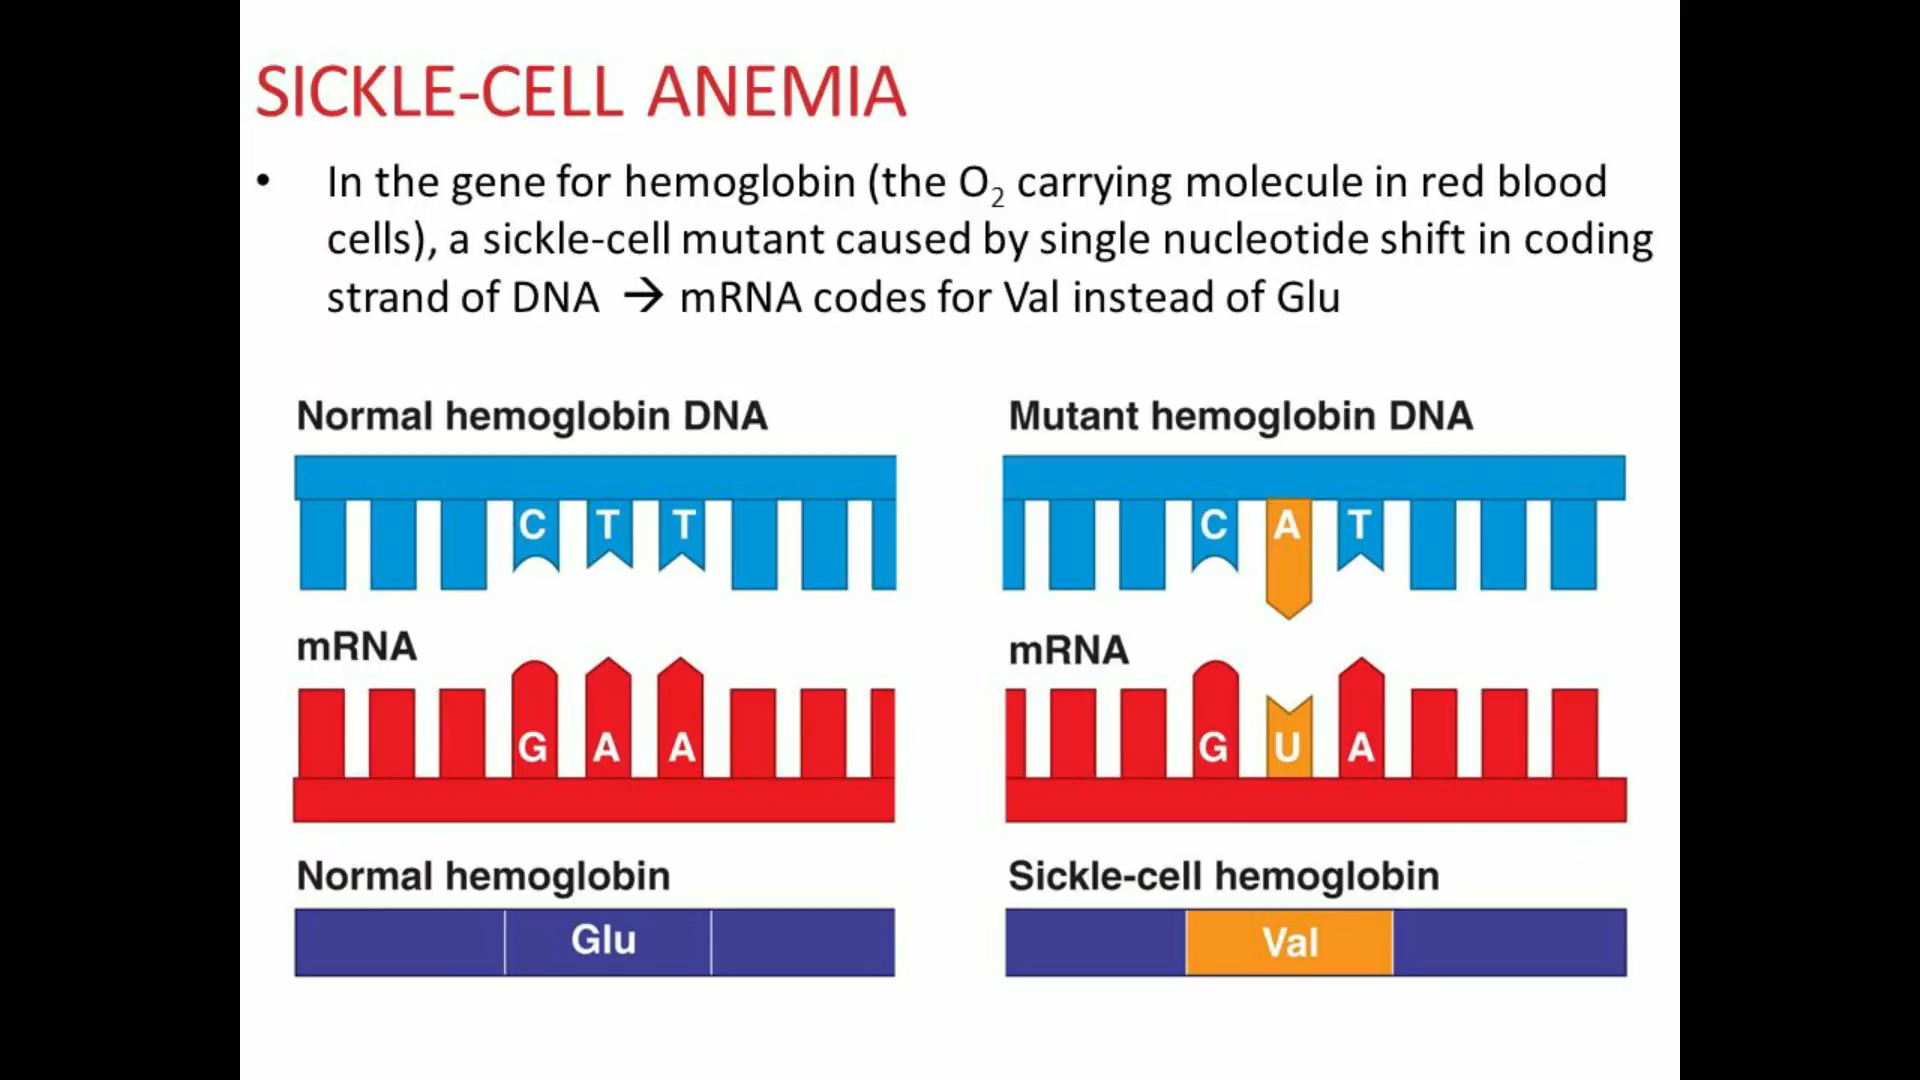 SICKLE-CELL ANEMIA
• In the gene for hemoglobin (the O₂ carrying molecule in red blood
cells), a sickle-cell mutant caused by single nucleotide shift in coding
strand of DNA → mRNA codes for Val instead of Glu
Normal hemoglobin DNA
C T T
mRNA
G A A
Normal hemoglobin
Glu
Mutant hemoglobin DNA
C A T
mRNA
G U A
Sickle-cell hemoglobin
Val